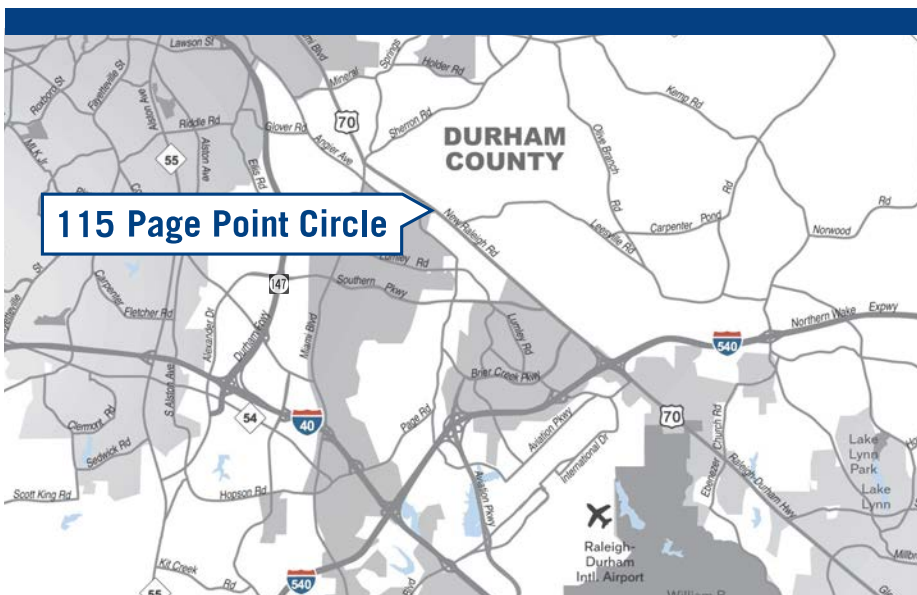 Lawson St
Holder Rd
Mineral
Springs
Roxboro St
Fayetteville St
Alston Ave
Riddle Rd
Glover Rd
70
Sherron Rd
Kemp Rd
DURHAM
COUNTY
Angier Ave
Olive Branch
Rd
MLK Jr.
55
Alston Ave
Ellis Rd
115 Page Point Circle
New Raleigh Rd
Leesville Rd
Carpenter Pond
Rd
Norwood
Rd
Lumley Rd
Southern Pkwy
147
Carpenter
Fletcher Rd
Alexander Dr
Durham Fwy
Miami Blvd
Lumley Rd
Northern Wake Expwy
540
Brier Creek Pkwy
S Alston Ave
54
40
Page Rd
Aviation Pkwy
International Dr
70
Ebenezer Church Rd
Raleigh-Durham Hwy
Clermont Rd
Sedwick Rd
Lake
Lynn
Park
Lake
Lynn
Scott King Rd
Hopson Rd
Aviation Pkwy
Raleigh-
Durham
Intl. Airport
Kit Creek
Rd
540
55
Blvd